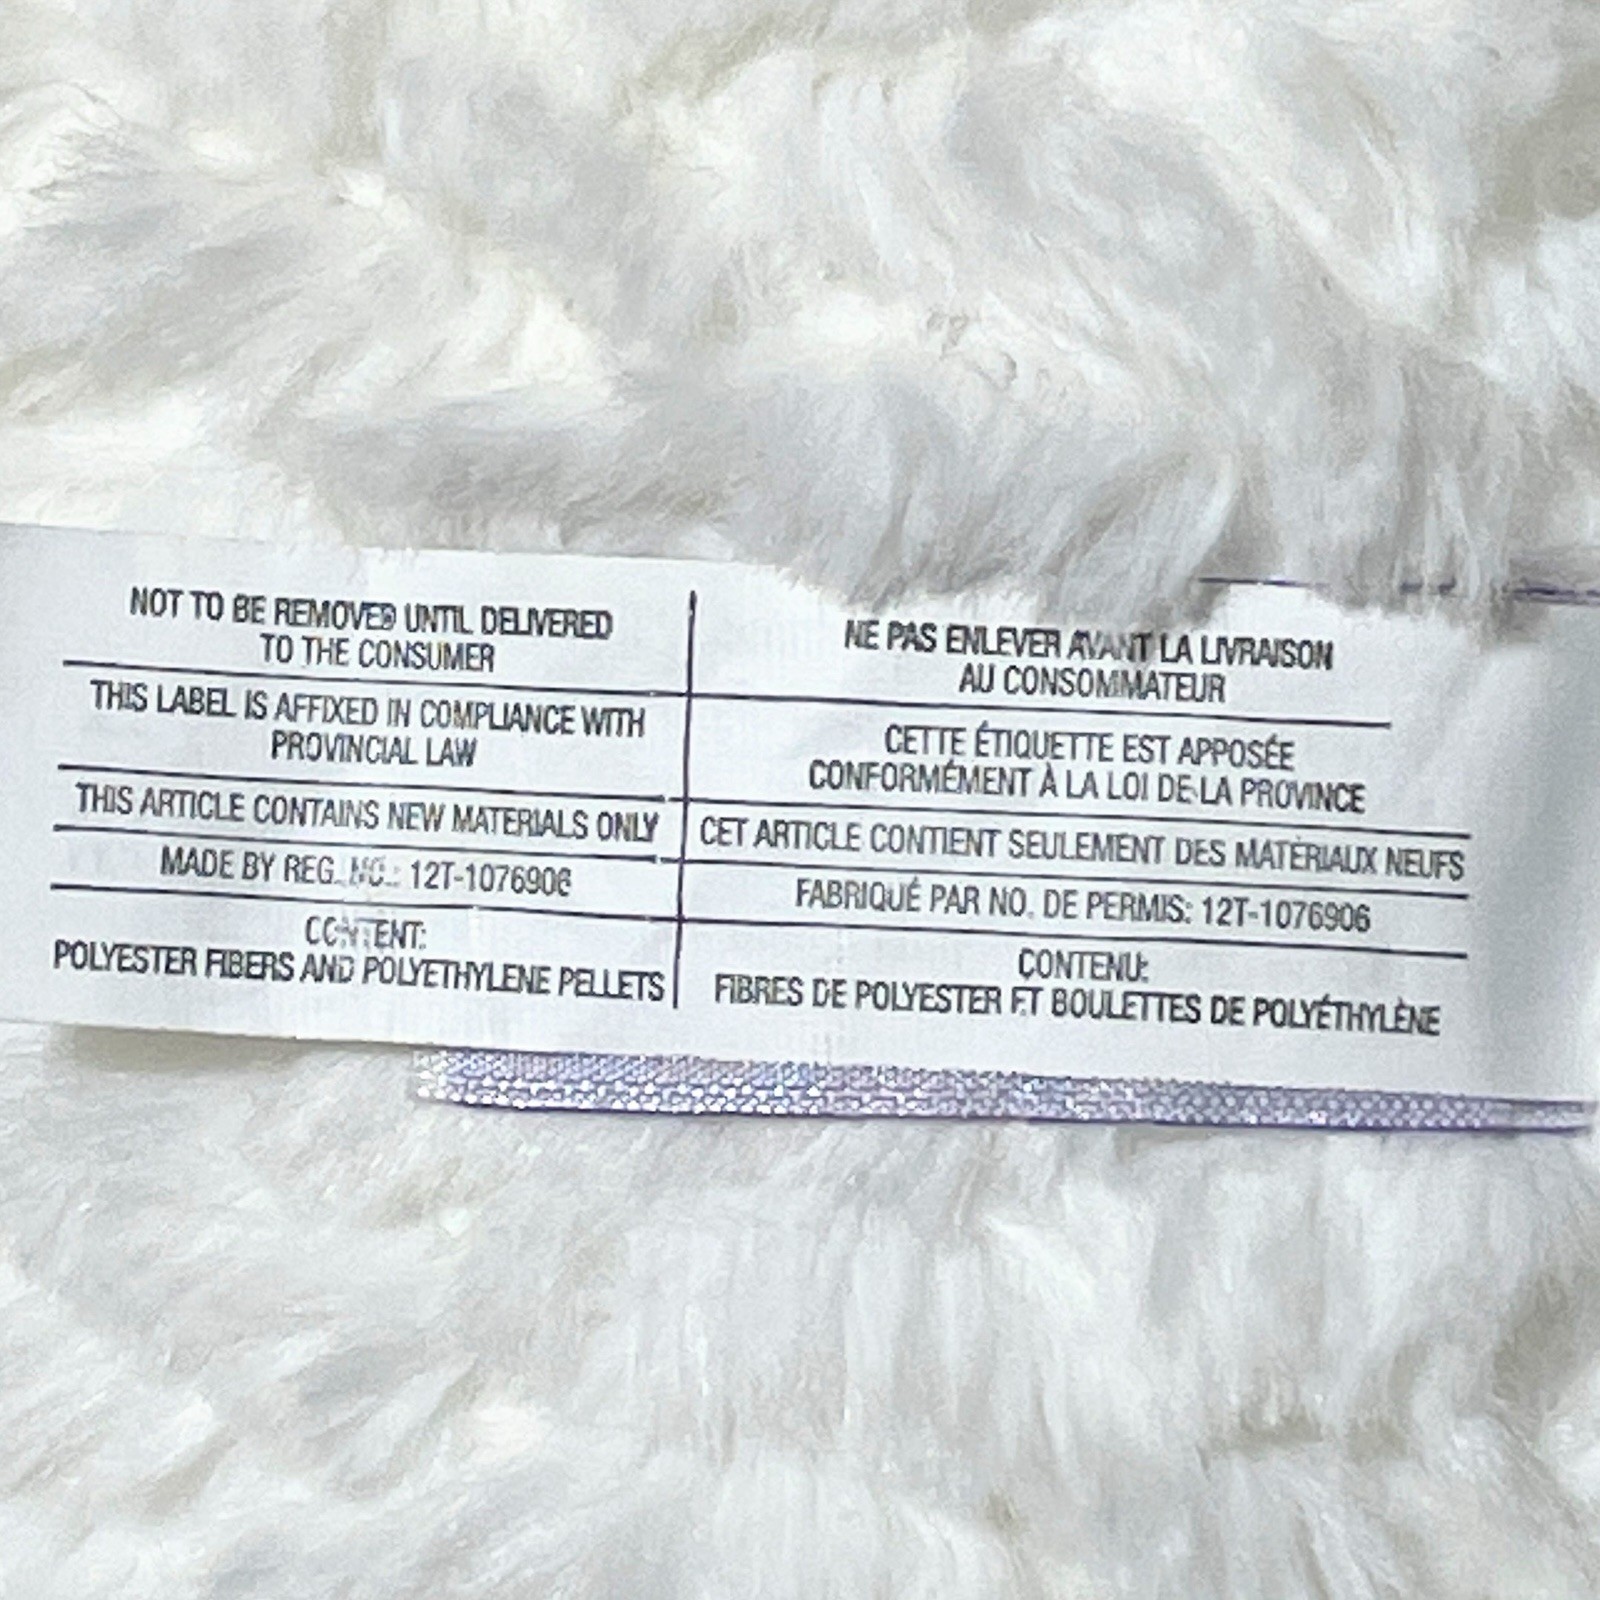 NOT TO BE REMOVED UNTIL DELIVERED
TO THE CONSUMER
THIS LABEL IS AFFIXED IN COMPLIANCE WITH
PROVINCIAL LAW
THIS ARTICLE CONTAINS NEW MATERIALS ONLY
MADE BY REG. NO.: 12T-1076906
CONTENT:
POLYESTER FIBERS AND POLYETHYLENE PELLETS
NE PAS ENLEVER AVANT LA LIVRAISON
AU CONSOMMATEUR
CETTE ÉTIQUETTE EST APPOSÉE
CONFORMÉMENT À LA LOI DE LA PROVINCE
CET ARTICLE CONTIENT SEULEMENT DES MATÉRIAUX NEUFS
FABRIQUÉ PAR NO. DE PERMIS: 12T-1076906
CONTENU:
FIBRES DE POLYESTER ET BOULETTES DE POLYÉTHYLÈNE